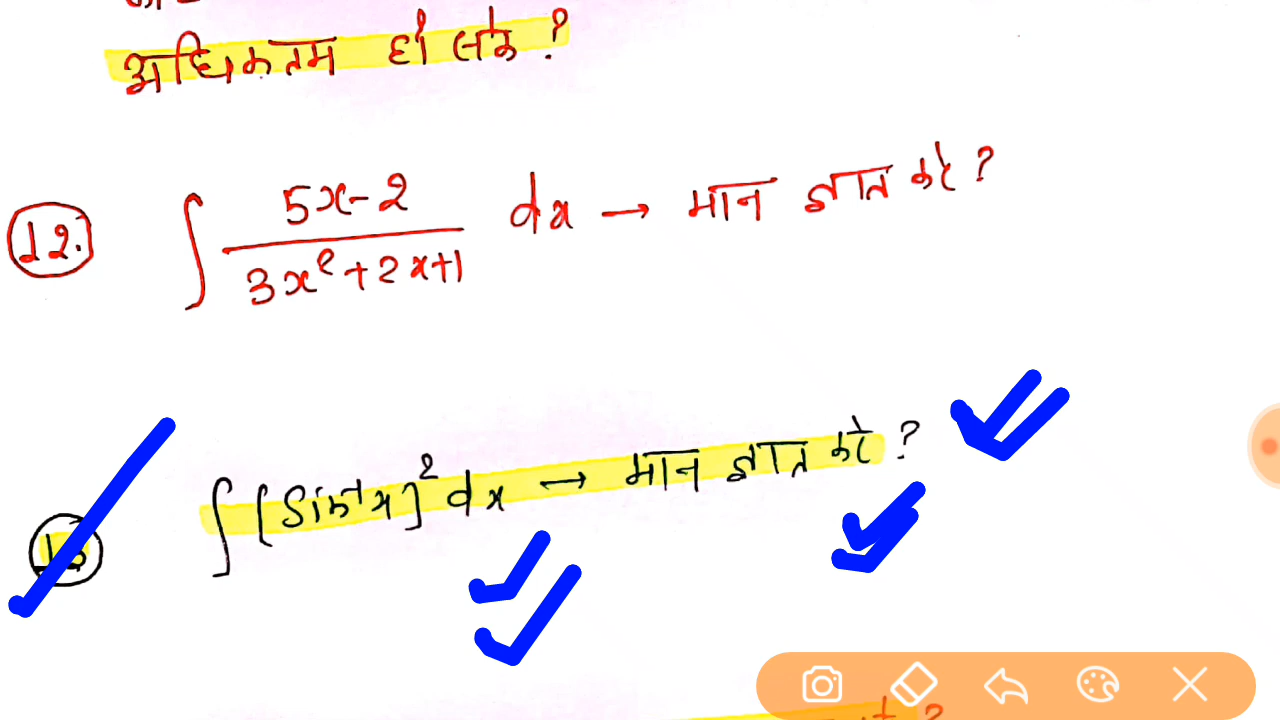 अधिकतम हो सके ?
12. ∫ (5x-2)/(3x²+2x+1) dx → मान ज्ञात करे ?
∫ [Sin⁻¹x]² dx → मान ज्ञात करे ?